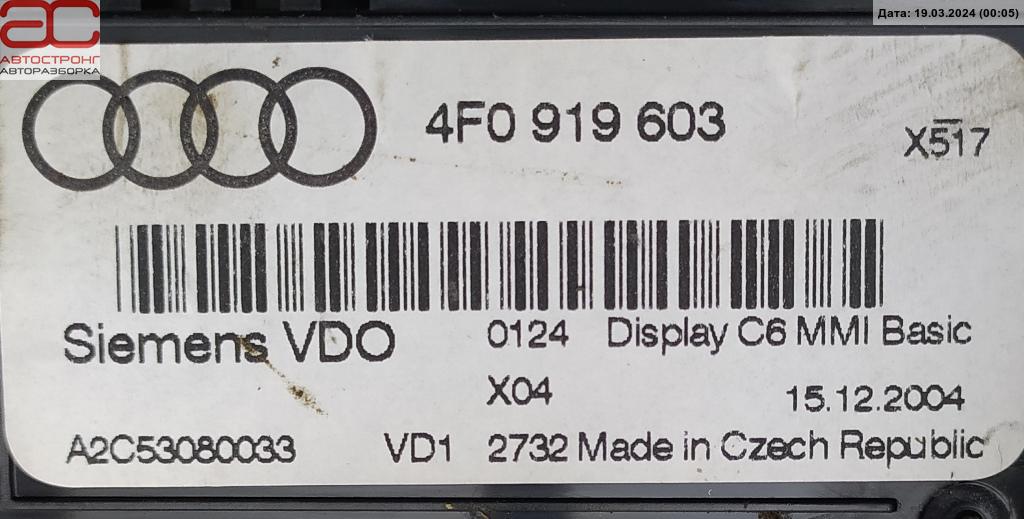 Дата: 19.03.2024 (00:05)
ac
АВТОСТРОНГ
АВТОРАЗБОРКА
4F0 919 603
X517
Siemens VDO
0124 Display C6 MMI Basic
X04
15.12.2004
A2C53080033 VD1 2732 Made in Czech Republic